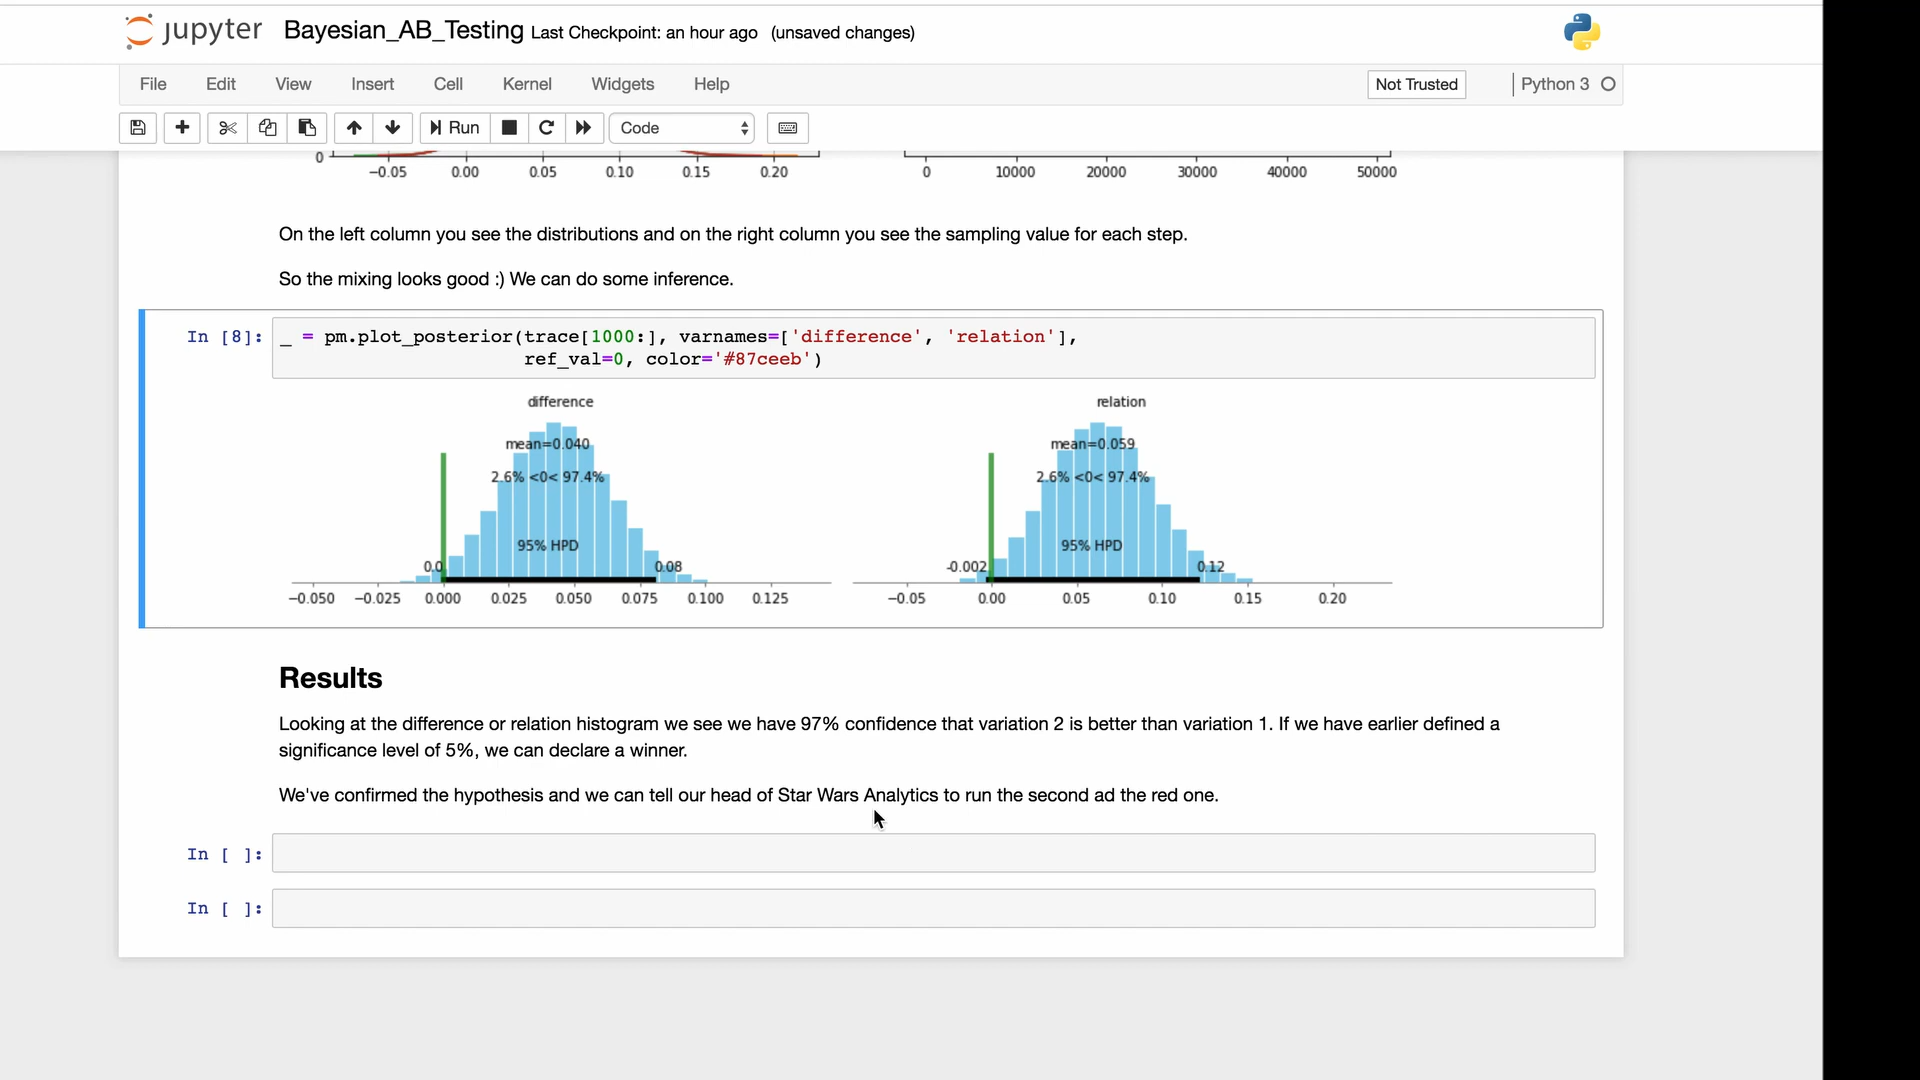 jupyter Bayesian_AB_Testing Last Checkpoint: an hour ago (unsaved changes)
File Edit View Insert Cell Kernel Widgets Help Not Trusted Python 3
Run Code
0
−0.05 0.00 0.05 0.10 0.15 0.20 0 10000 20000 30000 40000 50000
On the left column you see the distributions and on the right column you see the sampling value for each step.
So the mixing looks good :) We can do some inference.
In [8]: _ = pm.plot_posterior(trace[1000:], varnames=['difference', 'relation'],
ref_val=0, color='#87ceeb')
difference relation
mean=0.040 mean=0.059
2.6% <0< 97.4% 2.6% <0< 97.4%
95% HPD 95% HPD
0.0 0.08 -0.002 0.12
−0.050 −0.025 0.000 0.025 0.050 0.075 0.100 0.125 −0.05 0.00 0.05 0.10 0.15 0.20
Results
Looking at the difference or relation histogram we see we have 97% confidence that variation 2 is better than variation 1. If we have earlier defined a
significance level of 5%, we can declare a winner.
We've confirmed the hypothesis and we can tell our head of Star Wars Analytics to run the second ad the red one.
In [ ]:
In [ ]: